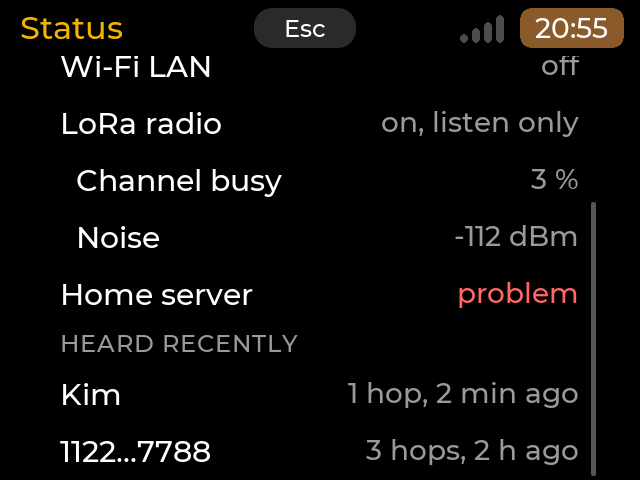 Status Esc 20:55
Wi-Fi LAN off
LoRa radio on, listen only
Channel busy 3 %
Noise -112 dBm
Home server problem
HEARD RECENTLY
Kim 1 hop, 2 min ago
1122...7788 3 hops, 2 h ago